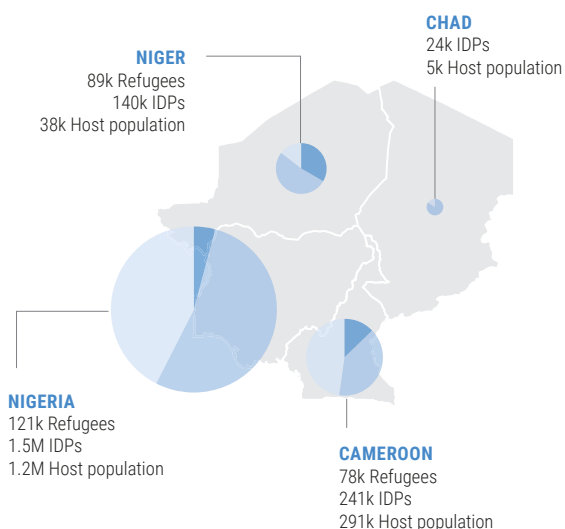 CHAD
24k IDPs
5k Host population
NIGER
89k Refugees
140k IDPs
38k Host population
NIGERIA
121k Refugees
1.5M IDPs
1.2M Host population
CAMEROON
78k Refugees
241k IDPs
291k Host population